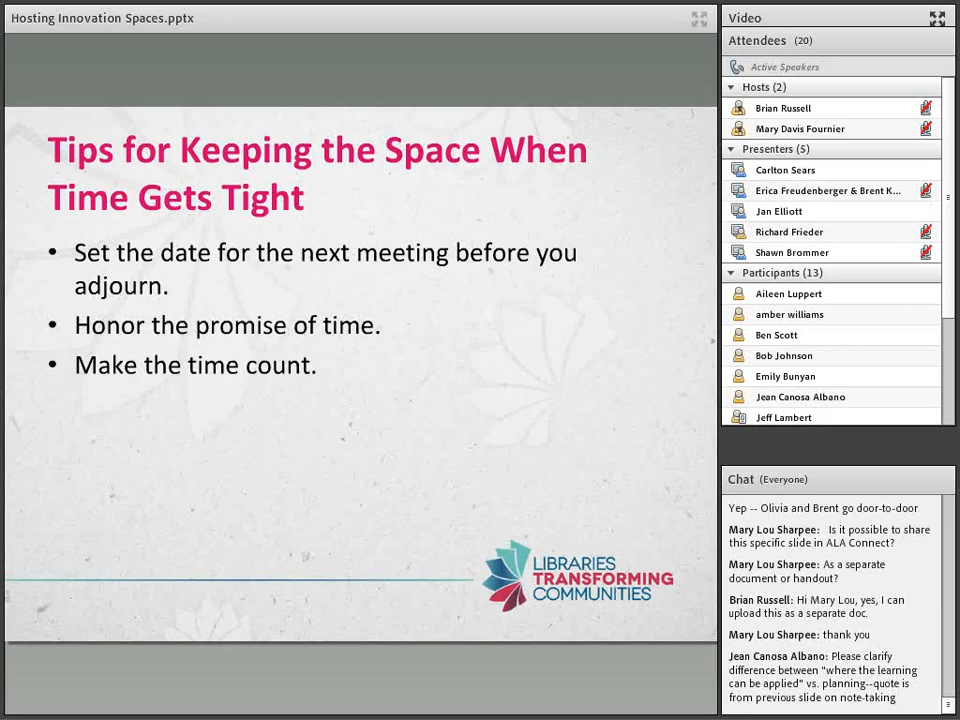 Hosting Innovation Spaces.pptx
Tips for Keeping the Space When
Time Gets Tight
• Set the date for the next meeting before you
adjourn.
• Honor the promise of time.
• Make the time count.
LIBRARIES
TRANSFORMING
COMMUNITIES
Video
Attendees (20)
Active Speakers
Hosts (2)
Brian Russell
Mary Davis Fournier
Presenters (5)
Carlton Sears
Erica Freudenberger & Brent K...
Jan Elliott
Richard Frieder
Shawn Brommer
Participants (13)
Aileen Luppert
amber williams
Ben Scott
Bob Johnson
Emily Bunyan
Jean Canosa Albano
Jeff Lambert
Chat (Everyone)
Yep -- Olivia and Brent go door-to-door
Mary Lou Sharpee: Is it possible to share
this specific slide in ALA Connect?
Mary Lou Sharpee: As a separate
document or handout?
Brian Russell: Hi Mary Lou, yes, I can
upload this as a separate doc.
Mary Lou Sharpee: thank you
Jean Canosa Albano: Please clarify
difference between "where the learning
can be applied" vs. planning--quote is
from previous slide on note-taking